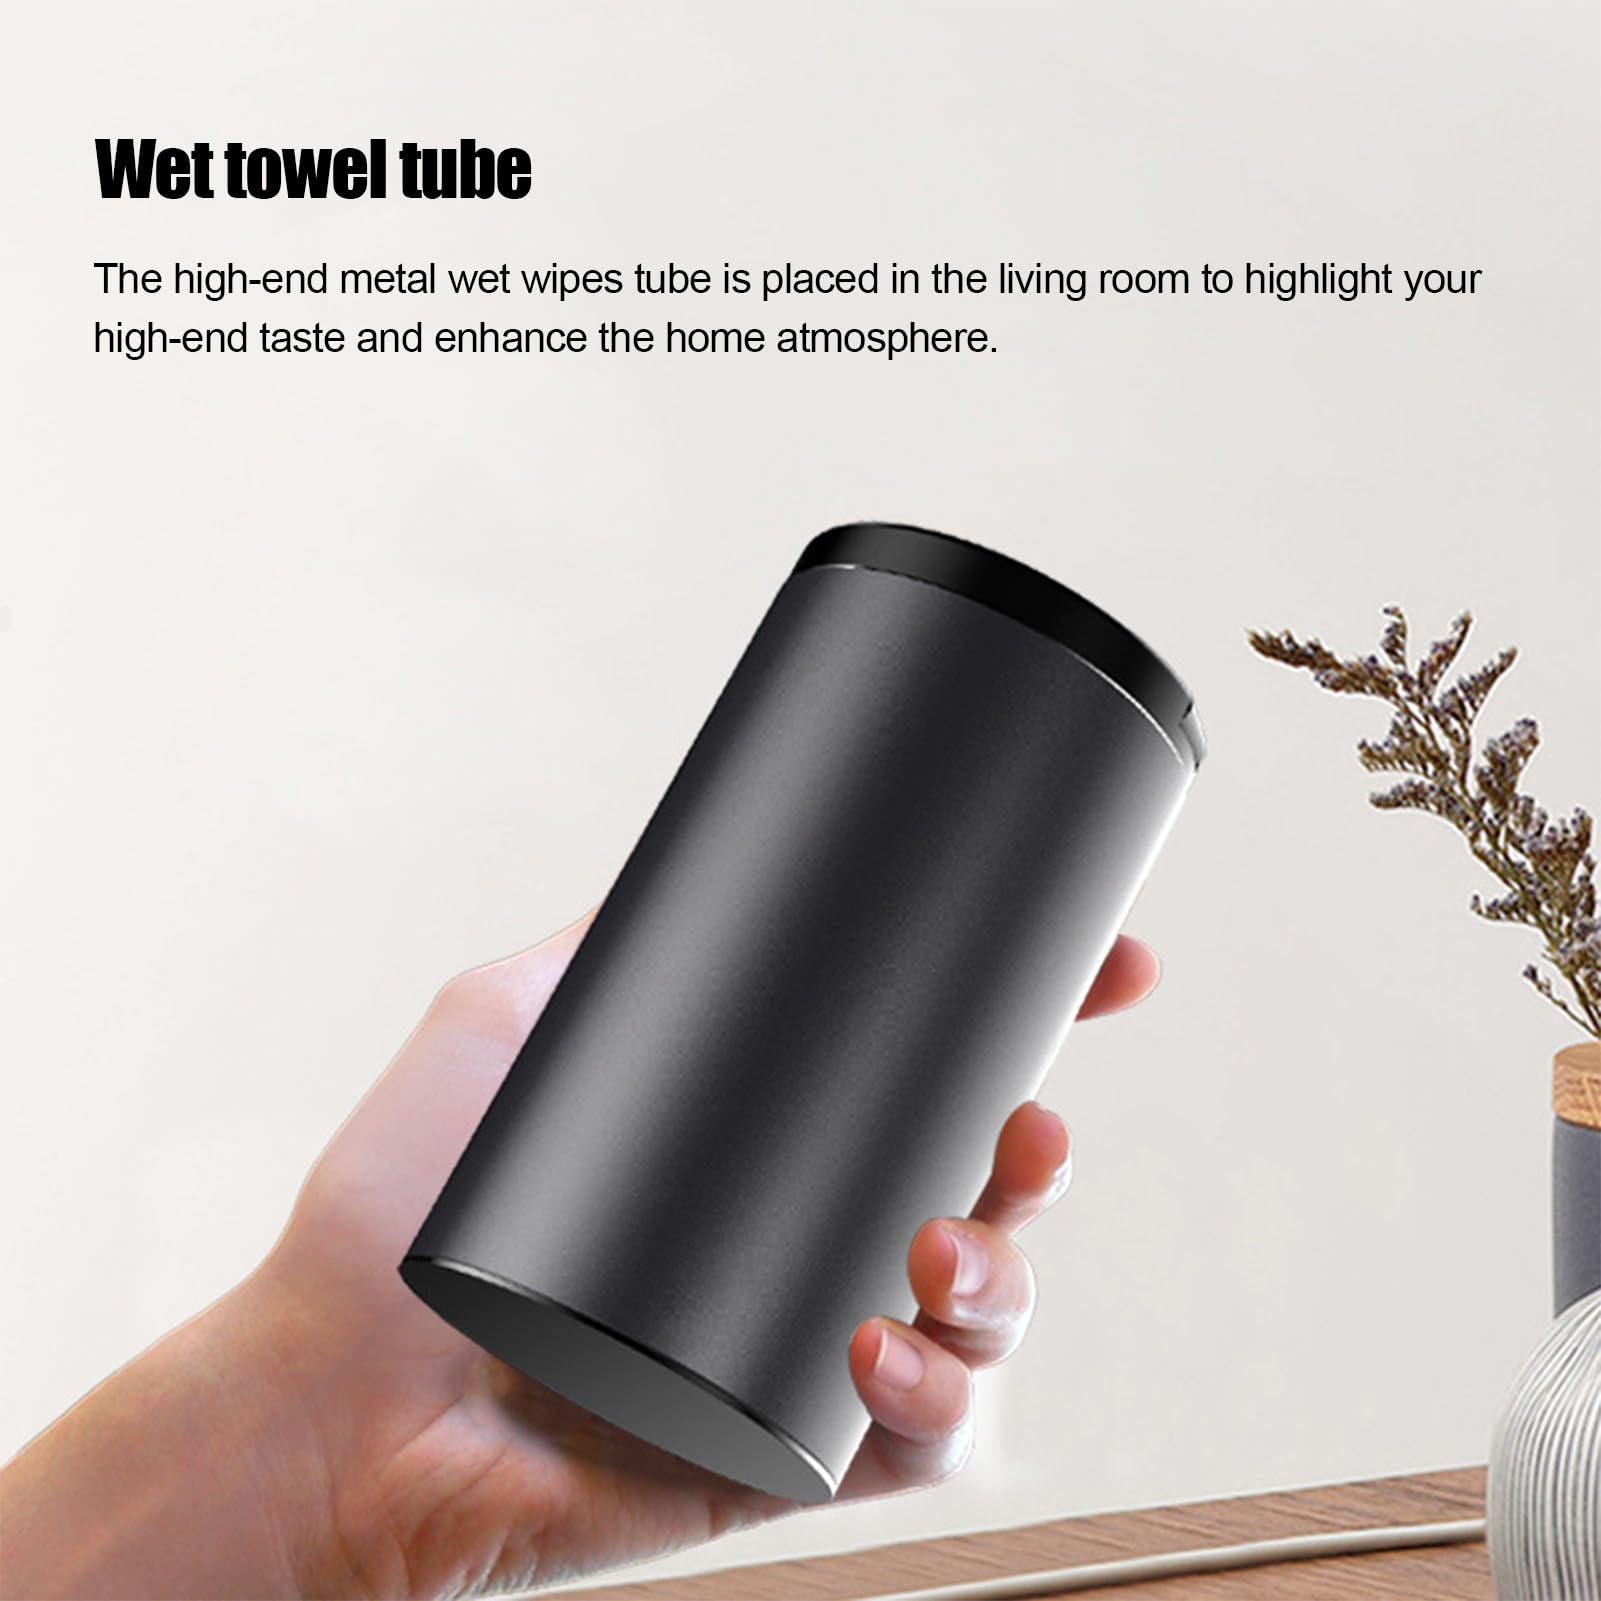 Wet towel tube
The high-end metal wet wipes tube is placed in the living room to highlight your
high-end taste and enhance the home atmosphere.